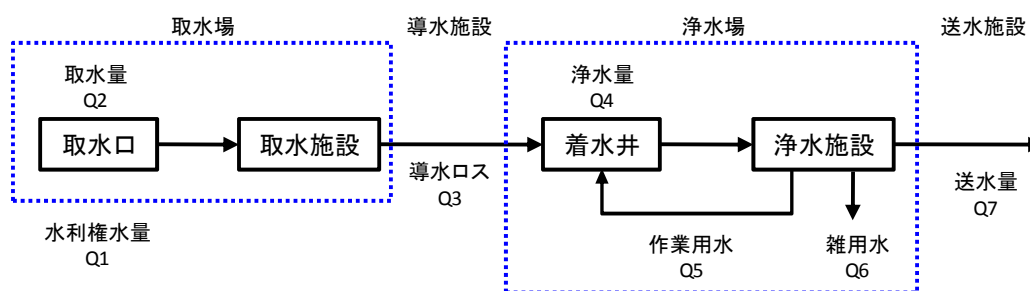 取水場
導水施設
浄水場
送水施設
取水量
Q2
浄水量
Q4
取水口
取水施設
着水井
浄水施設
導水ロス
Q3
送水量
Q7
水利権水量
Q1
作業用水
Q5
雑用水
Q6